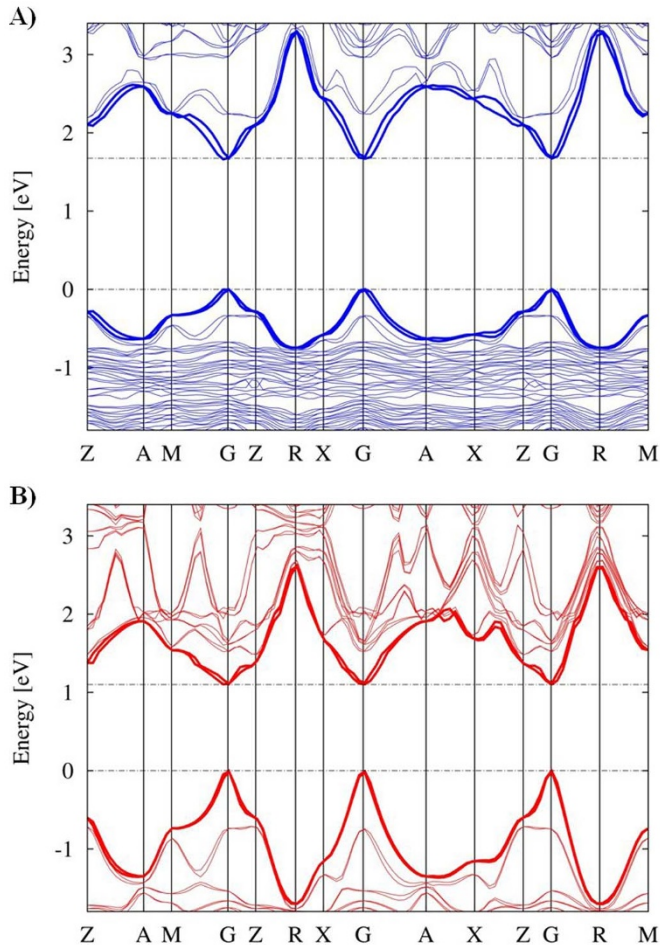 A)
3
2
1
0
-1
Energy [eV]
Z A M G Z R X G A X Z G R M
B)
3
2
1
0
-1
Energy [eV]
Z A M G Z R X G A X Z G R M